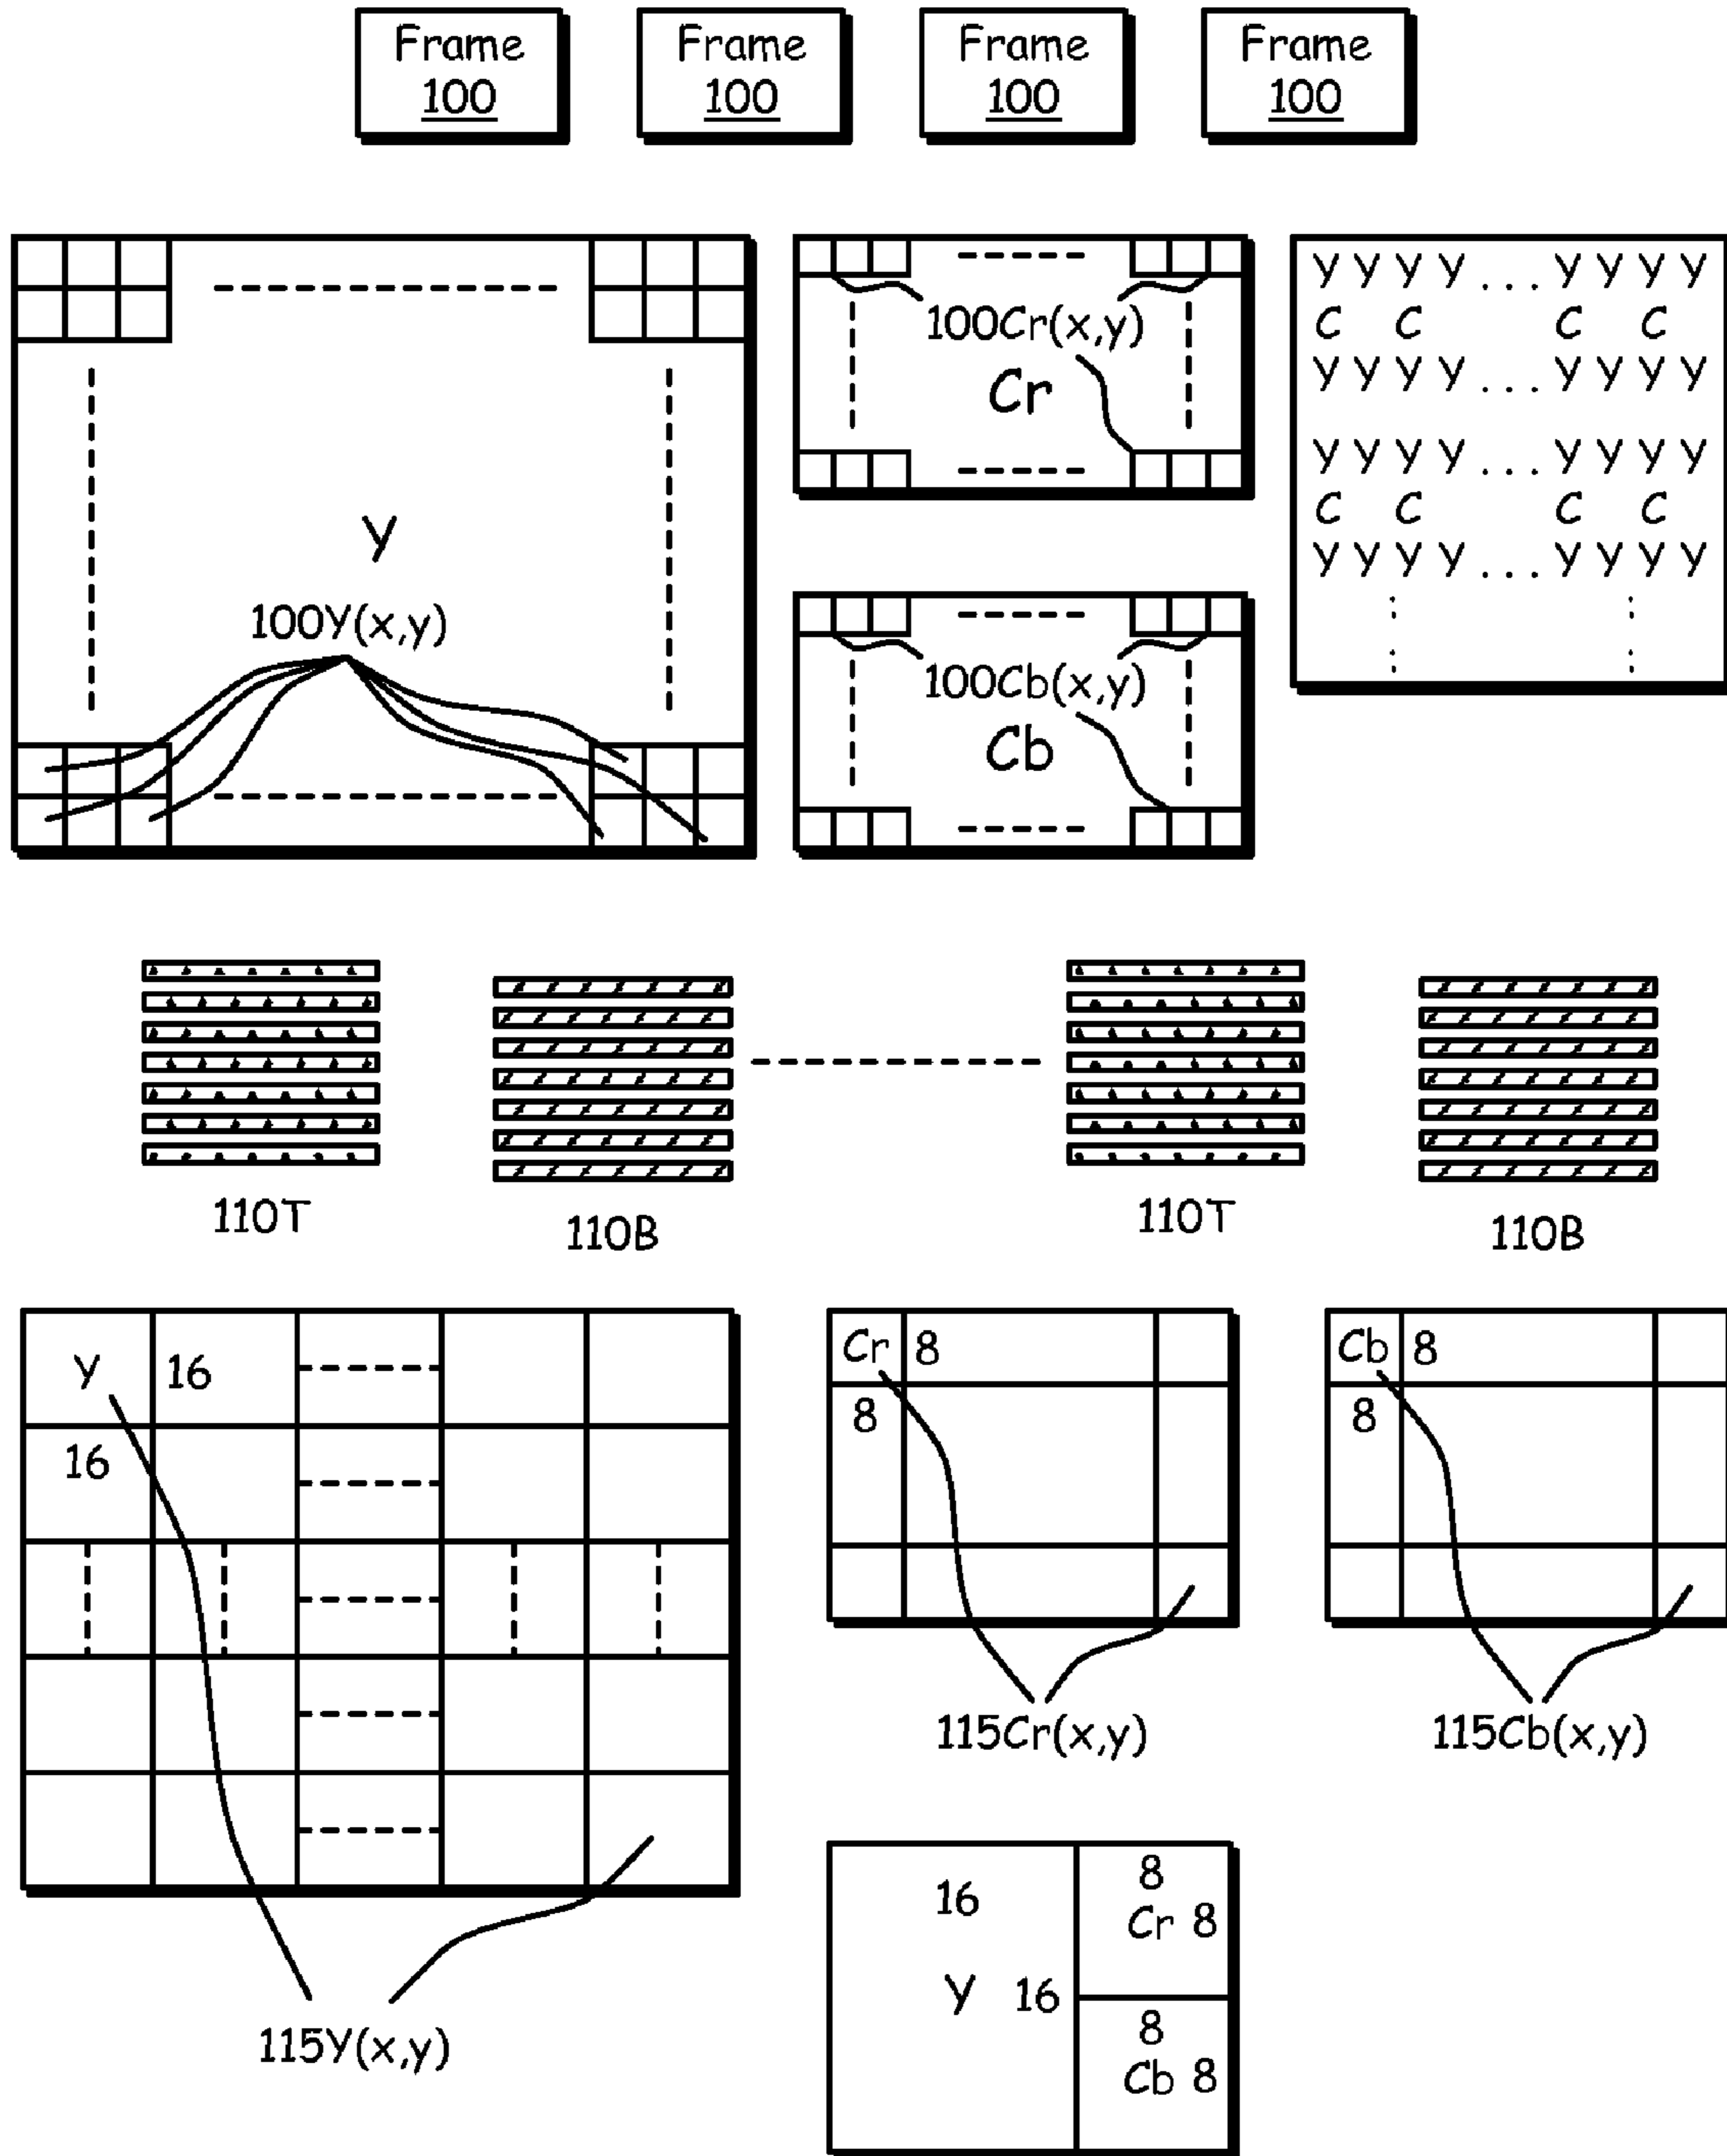 Frame Frame Frame Frame
100 100 100 100
Y
100Y(x,y)
100Cr(x,y)
Cr
100Cb(x,y)
Cb
Y Y Y Y ... Y Y Y Y
C C C C
Y Y Y Y ... Y Y Y Y
Y Y Y Y ... Y Y Y Y
C C C C
Y Y Y Y ... Y Y Y Y
110T 110B 110T 110B
Y 16
16
115Y(x,y)
Cr 8
8
115Cr(x,y)
Cb 8
8
115Cb(x,y)
16
Y 16
8
Cr 8
8
Cb 8